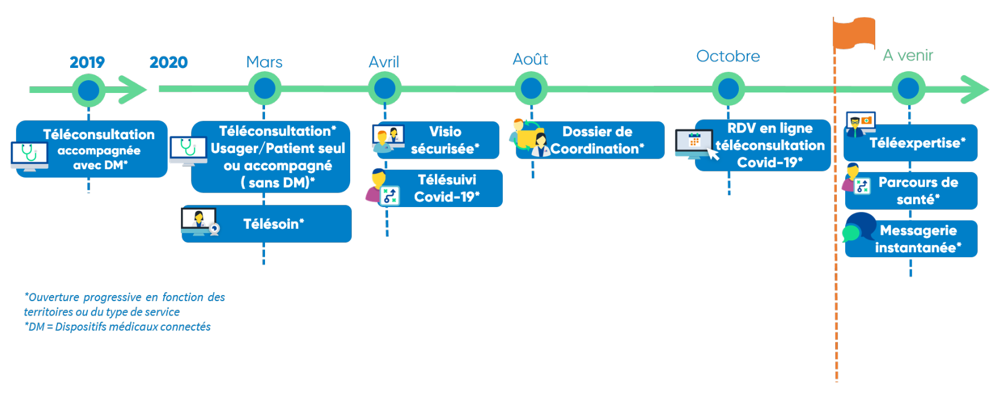 2019
2020
Mars
Avril
Août
Octobre
A venir
Téléconsultation
accompagnée
avec DM*
Téléconsultation*
Usager/Patient seul
ou accompagné
( sans DM)*
Télésoin*
Visio
sécurisée*
Télésuivi
Covid-19*
Dossier de
Coordination*
RDV en ligne
téléconsultation
Covid-19*
Téléexpertise*
Parcours de
santé*
Messagerie
instantanée*
*Ouverture progressive en fonction des
territoires ou du type de service
*DM = Dispositifs médicaux connectés